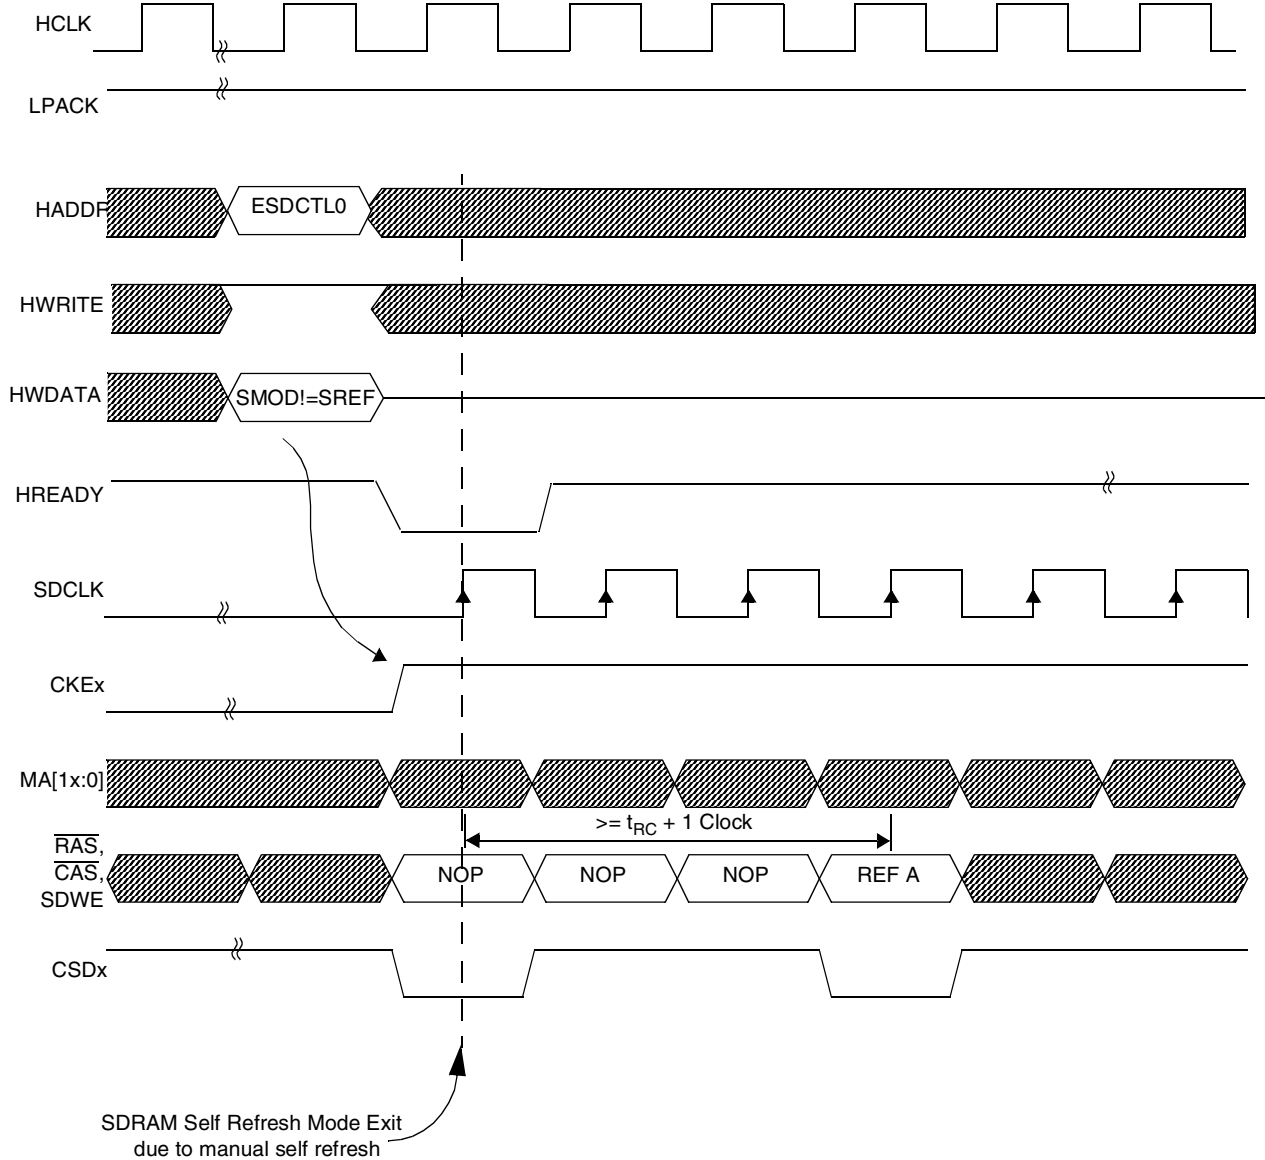 HCLK
LPACK
HADDF ESDCTL0
HWRITE
HWDATA SMOD!=SREF
HREADY
SDCLK
CKEx
MA[1x:0]
>= tRC + 1 Clock
RAS,
CAS, NOP NOP NOP REF A
SDWE
CSDx
SDRAM Self Refresh Mode Exit
due to manual self refresh